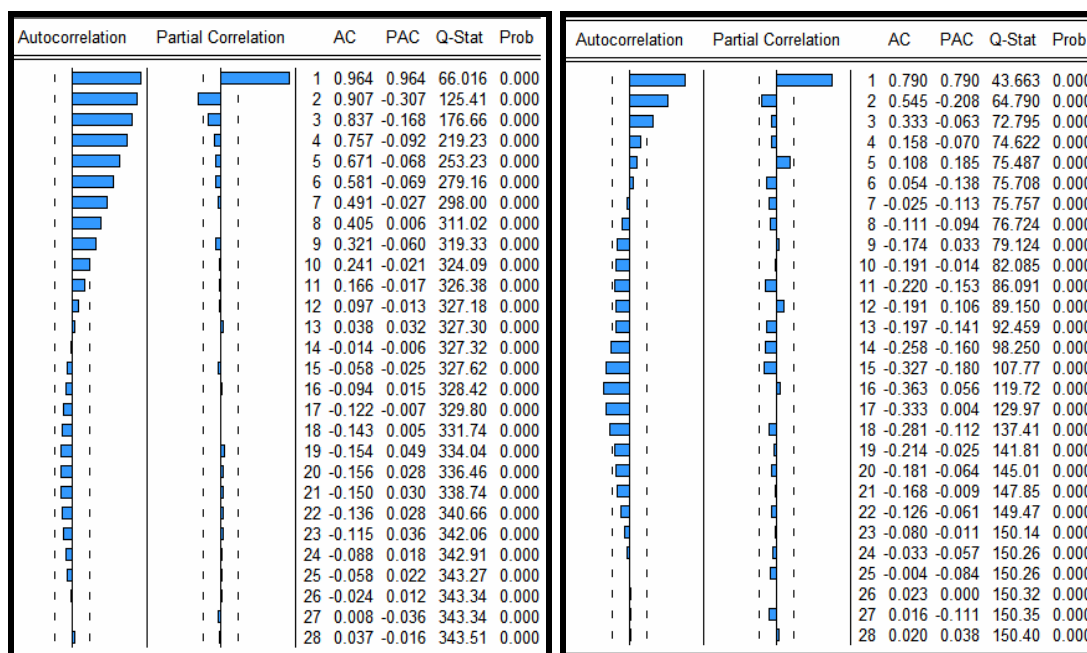 Autocorrelation Partial Correlation AC PAC Q-Stat Prob
1 0.964 0.964 66.016 0.000
2 0.907 -0.307 125.41 0.000
3 0.837 -0.168 176.66 0.000
4 0.757 -0.092 219.23 0.000
5 0.671 -0.068 253.23 0.000
6 0.581 -0.069 279.16 0.000
7 0.491 -0.027 298.00 0.000
8 0.405 0.006 311.02 0.000
9 0.321 -0.060 319.33 0.000
10 0.241 -0.021 324.09 0.000
11 0.166 -0.017 326.38 0.000
12 0.097 -0.013 327.18 0.000
13 0.038 0.032 327.30 0.000
14 -0.014 -0.006 327.32 0.000
15 -0.058 -0.025 327.62 0.000
16 -0.094 0.015 328.42 0.000
17 -0.122 -0.007 329.80 0.000
18 -0.143 0.005 331.74 0.000
19 -0.154 0.049 334.04 0.000
20 -0.156 0.028 336.46 0.000
21 -0.150 0.030 338.74 0.000
22 -0.136 0.028 340.66 0.000
23 -0.115 0.036 342.06 0.000
24 -0.088 0.018 342.91 0.000
25 -0.058 0.022 343.27 0.000
26 -0.024 0.012 343.34 0.000
27 0.008 -0.036 343.34 0.000
28 0.037 -0.016 343.51 0.000
Autocorrelation Partial Correlation AC PAC Q-Stat Prob
1 0.790 0.790 43.663 0.000
2 0.545 -0.208 64.790 0.000
3 0.333 -0.063 72.795 0.000
4 0.158 -0.070 74.622 0.000
5 0.108 0.185 75.487 0.000
6 0.054 -0.138 75.708 0.000
7 -0.025 -0.113 75.757 0.000
8 -0.111 -0.094 76.724 0.000
9 -0.174 0.033 79.124 0.000
10 -0.191 -0.014 82.085 0.000
11 -0.220 -0.153 86.091 0.000
12 -0.191 0.106 89.150 0.000
13 -0.197 -0.141 92.459 0.000
14 -0.258 -0.160 98.250 0.000
15 -0.327 -0.180 107.77 0.000
16 -0.363 0.056 119.72 0.000
17 -0.333 0.004 129.97 0.000
18 -0.281 -0.112 137.41 0.000
19 -0.214 -0.025 141.81 0.000
20 -0.181 -0.064 145.01 0.000
21 -0.168 -0.009 147.85 0.000
22 -0.126 -0.061 149.47 0.000
23 -0.080 -0.011 150.14 0.000
24 -0.033 -0.057 150.26 0.000
25 -0.004 -0.084 150.26 0.000
26 0.023 0.000 150.32 0.000
27 0.016 -0.111 150.35 0.000
28 0.020 0.038 150.40 0.000